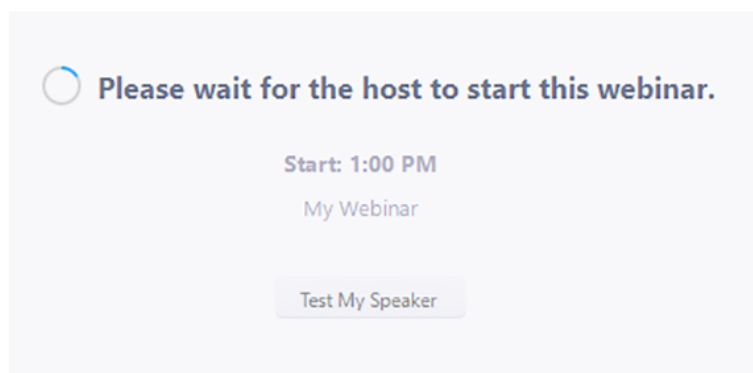 Please wait for the host to start this webinar.
Start: 1:00 PM
My Webinar
Test My Speaker